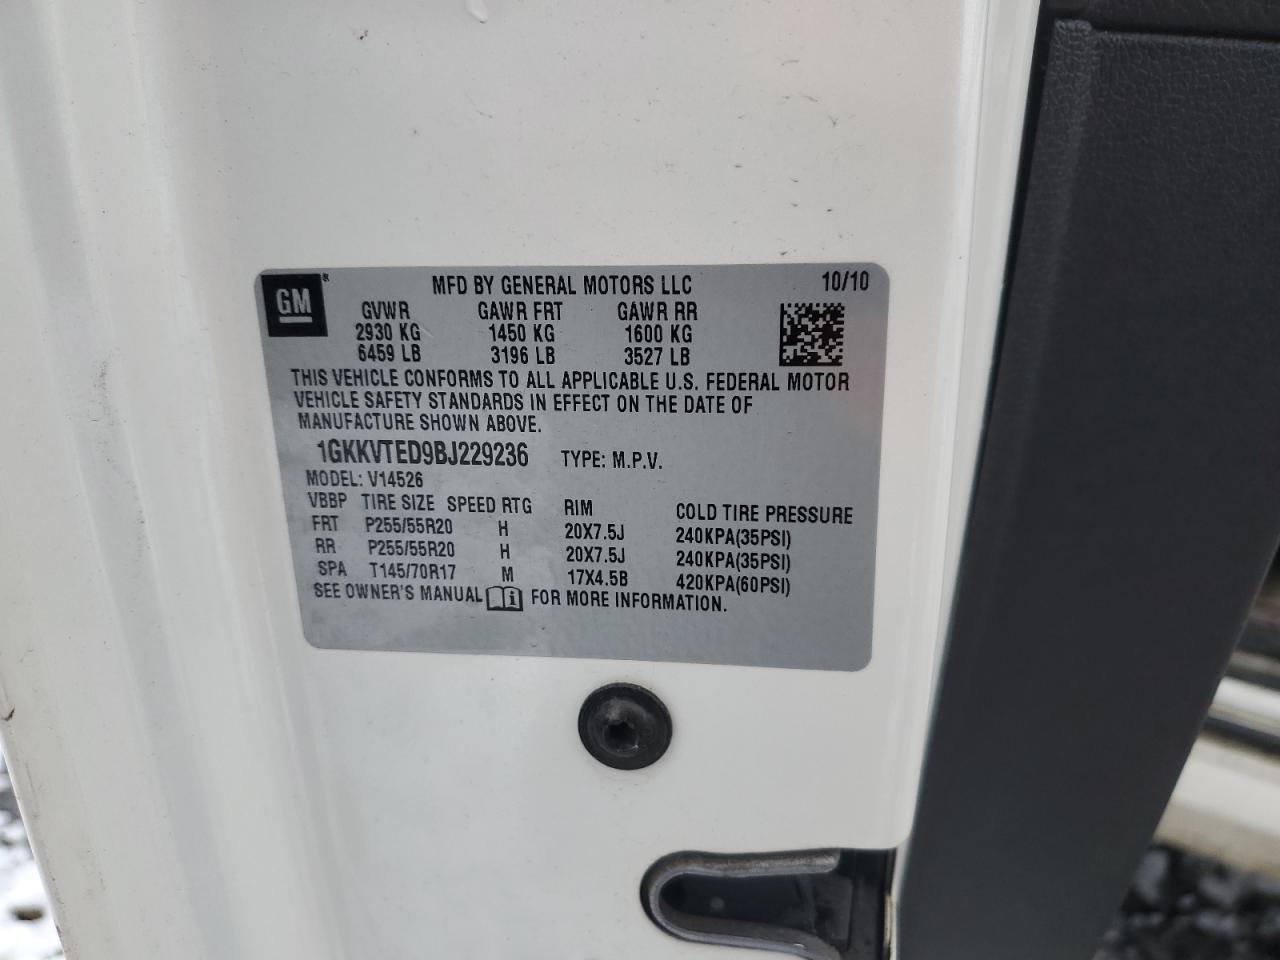 GM
MFD BY GENERAL MOTORS LLC 10/10
GVWR GAWR FRT GAWR RR
2930 KG 1450 KG 1600 KG
6459 LB 3196 LB 3527 LB
THIS VEHICLE CONFORMS TO ALL APPLICABLE U.S. FEDERAL MOTOR
VEHICLE SAFETY STANDARDS IN EFFECT ON THE DATE OF
MANUFACTURE SHOWN ABOVE.
1GKKVTED9BJ229236 TYPE: M.P.V.
MODEL: V14526
VBBP TIRE SIZE SPEED RTG RIM COLD TIRE PRESSURE
FRT P255/55R20 H 20X7.5J 240KPA(35PSI)
RR P255/55R20 H 20X7.5J 240KPA(35PSI)
SPA T145/70R17 M 17X4.5B 420KPA(60PSI)
SEE OWNER'S MANUAL i FOR MORE INFORMATION.